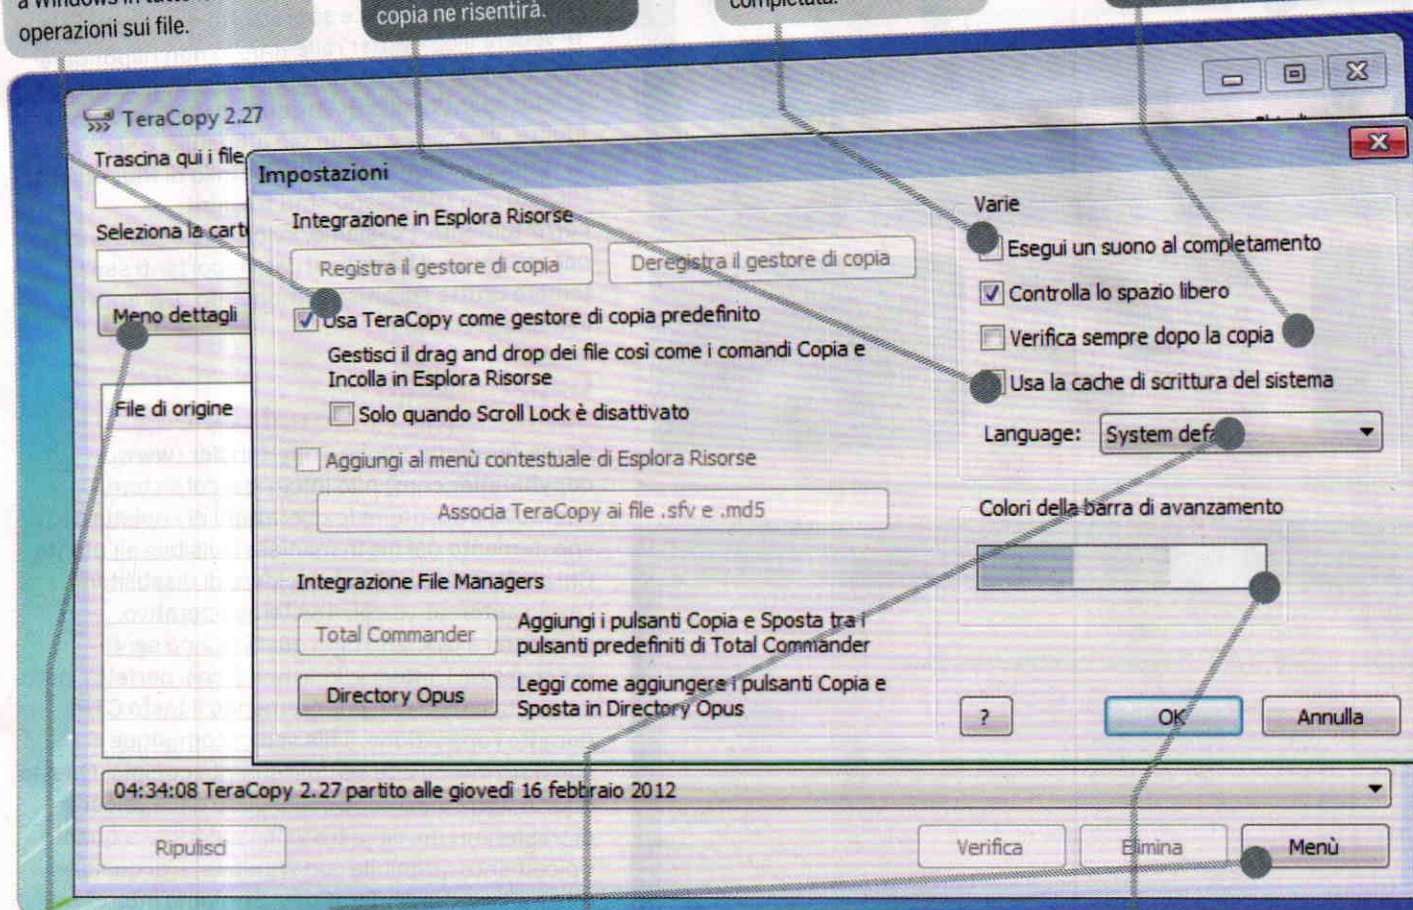 a Windows in tutte
operazioni sui file.
copia ne risentirà.
completata.
TeraCopy 2.27
Trascina qui i file
Seleziona la cart
Meno dettagli
File di origine
Impostazioni
Integrazione in Esplora Risorse
Registra il gestore di copia
Deregistra il gestore di copia
Usa TeraCopy come gestore di copia predefinito
Gestisci il drag and drop dei file così come i comandi Copia e
Incolla in Esplora Risorse
Solo quando Scroll Lock è disattivato
Aggiungi al menù contestuale di Esplora Risorse
Associa TeraCopy ai file .sfv e .md5
Integrazione File Managers
Total Commander
Aggiungi i pulsanti Copia e Sposta tra i
pulsanti predefiniti di Total Commander
Directory Opus
Leggi come aggiungere i pulsanti Copia e
Sposta in Directory Opus
Varie
Esegui un suono al completamento
Controlla lo spazio libero
Verifica sempre dopo la copia
Usa la cache di scrittura del sistema
Language:
System defa
Colori della barra di avanzamento
?
OK
Annulla
04:34:08 TeraCopy 2.27 partito alle giovedì 16 febbraio 2012
Ripulisci
Verifica
Elimina
Menù